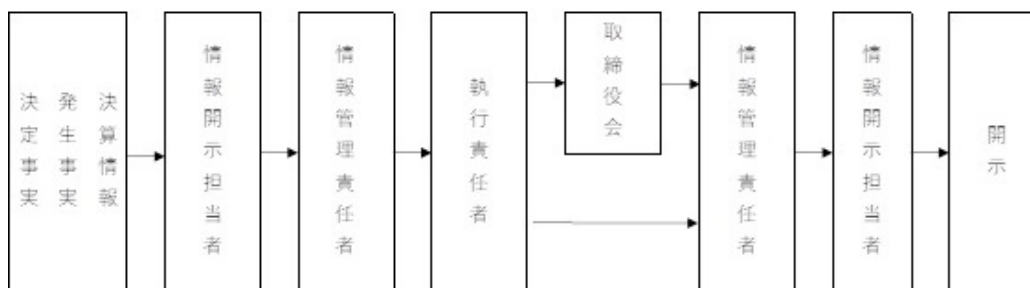 決算情報
発生事実
決定事実
情報開示担当者
情報管理責任者
執行責任者
取締役会
情報管理責任者
情報開示担当者
開示